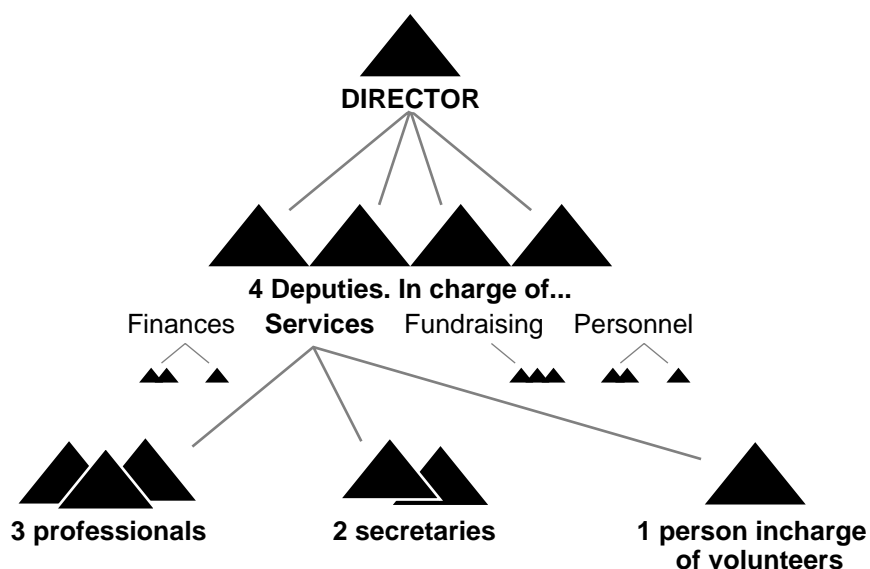 DIRECTOR
4 Deputies. In charge of...
Finances Services Fundraising Personnel
3 professionals 2 secretaries 1 person incharge
of volunteers